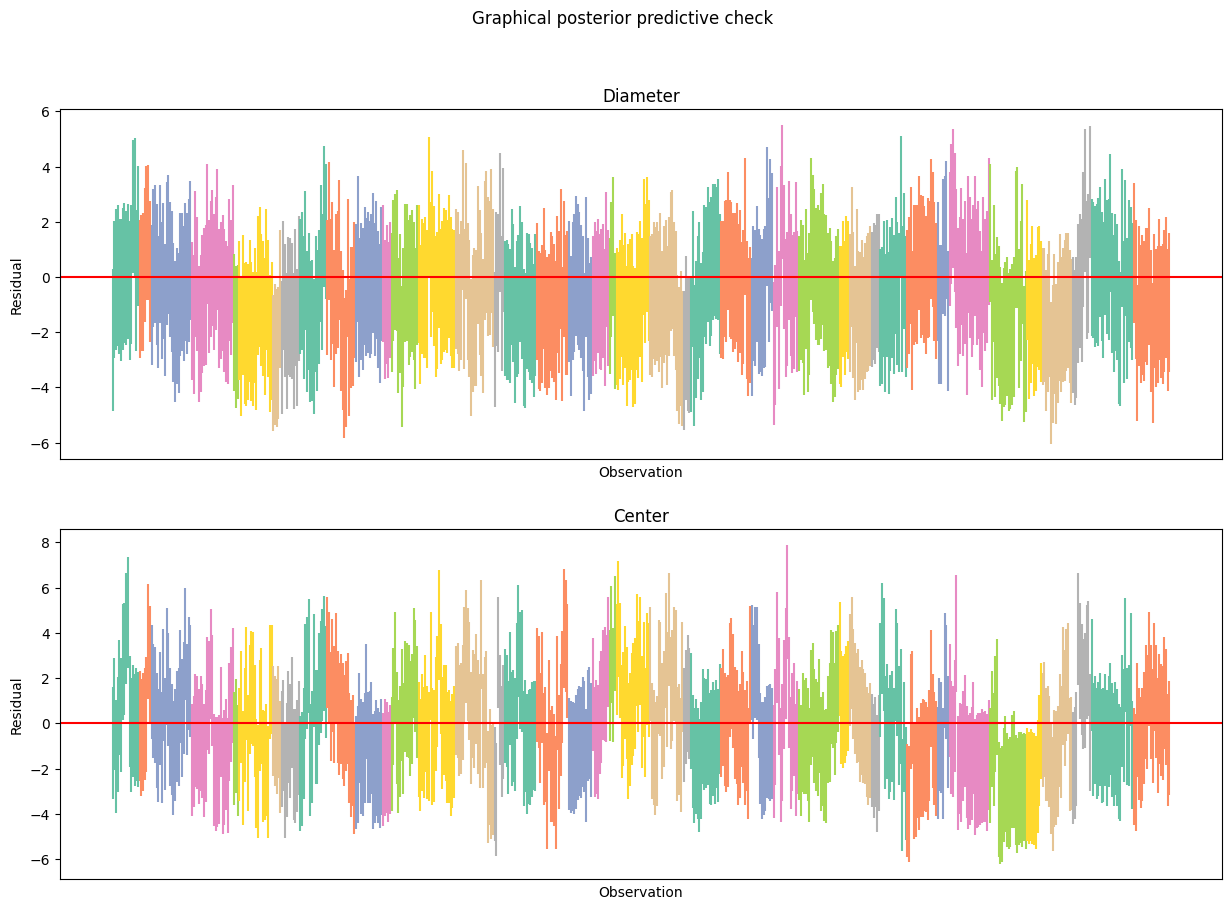 Graphical posterior predictive check
Diameter
6
4
2
0
−2
−4
−6
Residual
Observation
Center
8
6
4
2
0
−2
−4
−6
Residual
Observation